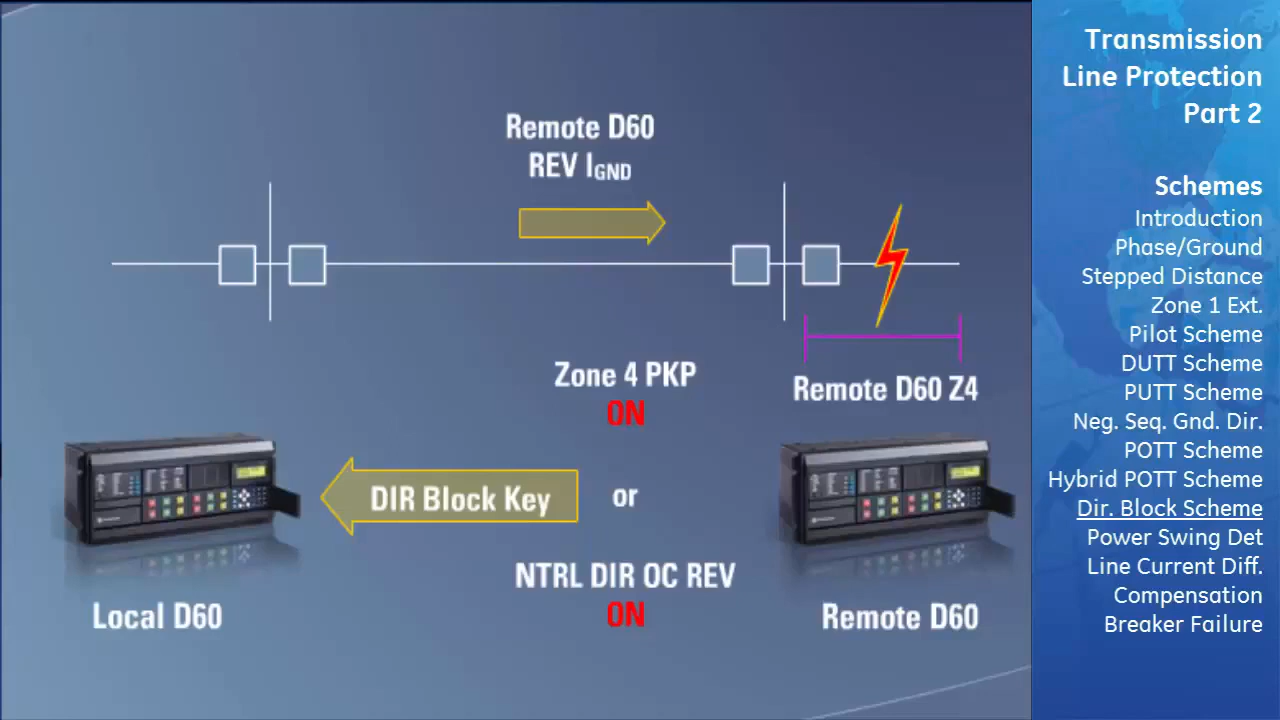 Remote D60
REV IGND
Zone 4 PKP
ON
Remote D60 Z4
DIR Block Key
or
NTRL DIR OC REV
ON
Local D60
Remote D60
Transmission
Line Protection
Part 2
Schemes
Introduction
Phase/Ground
Stepped Distance
Zone 1 Ext.
Pilot Scheme
DUTT Scheme
PUTT Scheme
Neg. Seq. Gnd. Dir.
POTT Scheme
Hybrid POTT Scheme
Dir. Block Scheme
Power Swing Det
Line Current Diff.
Compensation
Breaker Failure